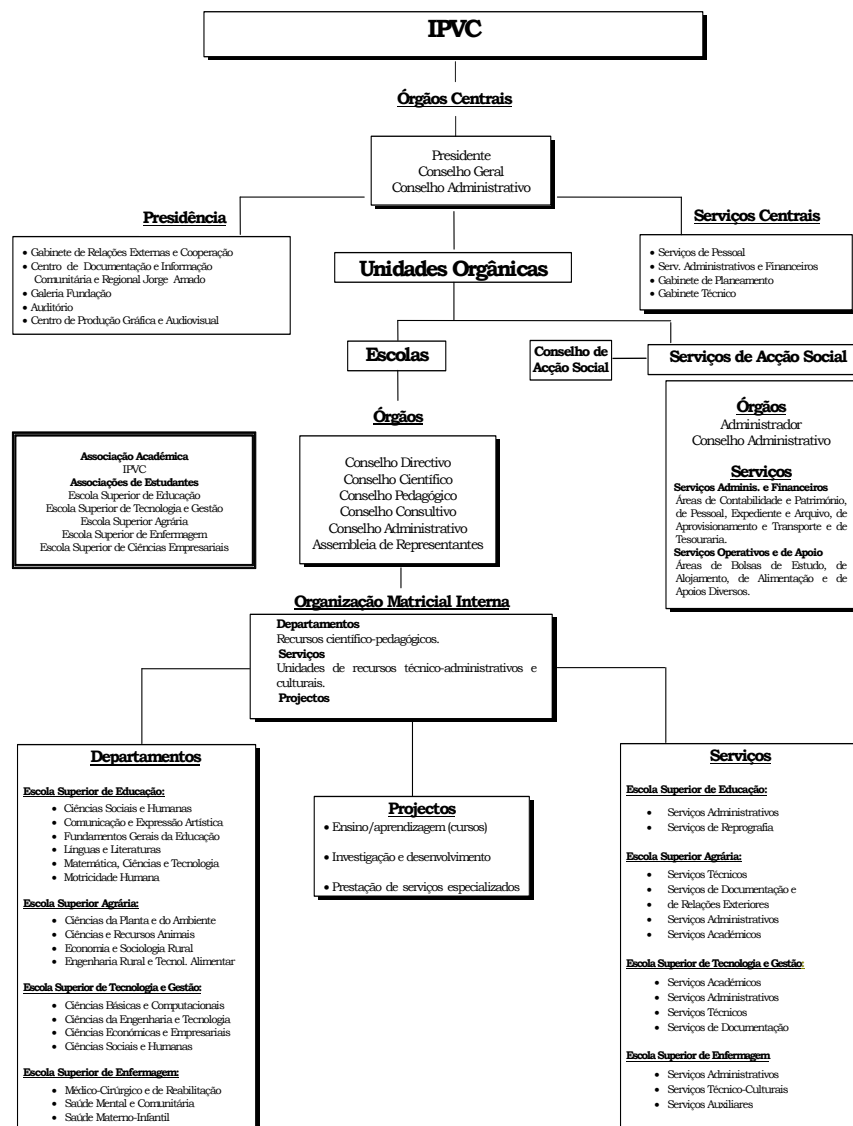 IPVC
Órgãos Centrais
Presidente
Conselho Geral
Conselho Administrativo
Presidência
• Gabinete de Relações Externas e Cooperação
• Centro de Documentação e Informação
Comunitária e Regional Jorge Amado
• Galeria Fundação
• Auditório
• Centro de Produção Gráfica e Audiovisual
Serviços Centrais
• Serviços de Pessoal
• Serv. Administrativos e Financeiros
• Gabinete de Planeamento
• Gabinete Técnico
Unidades Orgânicas
Escolas
Conselho de
Acção Social
Serviços de Acção Social
Órgãos
Administrador
Conselho Administrativo
Serviços
Serviços Adminis. e Financeiros
Áreas de Contabilidade e Património,
de Pessoal, Expediente e Arquivo, de
Aprovisionamento e Transporte e de
Tesouraria.
Serviços Operativos e de Apoio
Áreas de Bolsas de Estudo, de
Alojamento, de Alimentação e de
Apoios Diversos.
Órgãos
Conselho Directivo
Conselho Científico
Conselho Pedagógico
Conselho Consultivo
Conselho Administrativo
Assembleia de Representantes
Associação Académica
IPVC
Associações de Estudantes
Escola Superior de Educação
Escola Superior de Tecnologia e Gestão
Escola Superior Agrária
Escola Superior de Enfermagem
Escola Superior de Ciências Empresariais
Organização Matricial Interna
Departamentos
Recursos científico-pedagógicos.
Serviços
Unidades de recursos técnico-administrativos e
culturais.
Projectos
Departamentos
Escola Superior de Educação:
• Ciências Sociais e Humanas
• Comunicação e Expressão Artística
• Fundamentos Gerais da Educação
• Línguas e Literaturas
• Matemática, Ciências e Tecnologia
• Motricidade Humana
Escola Superior Agrária:
• Ciências da Planta e do Ambiente
• Ciências e Recursos Animais
• Economia e Sociologia Rural
• Engenharia Rural e Tecnol. Alimentar
Escola Superior de Tecnologia e Gestão:
• Ciências Básicas e Computacionais
• Ciências da Engenharia e Tecnologia
• Ciências Económicas e Empresariais
• Ciências Sociais e Humanas
Escola Superior de Enfermagem:
• Médico-Cirúrgico e de Reabilitação
• Saúde Mental e Comunitária
• Saúde Materno-Infantil
Projectos
• Ensino/aprendizagem (cursos)
• Investigação e desenvolvimento
• Prestação de serviços especializados
Serviços
Escola Superior de Educação:
• Serviços Administrativos
• Serviços de Reprografia
Escola Superior Agrária:
• Serviços Técnicos
• Serviços de Documentação e
• de Relações Exteriores
• Serviços Administrativos
• Serviços Académicos
Escola Superior de Tecnologia e Gestão:
• Serviços Académicos
• Serviços Administrativos
• Serviços Técnicos
• Serviços de Documentação
Escola Superior de Enfermagem
• Serviços Administrativos
• Serviços Técnico-Culturais
• Serviços Auxiliares